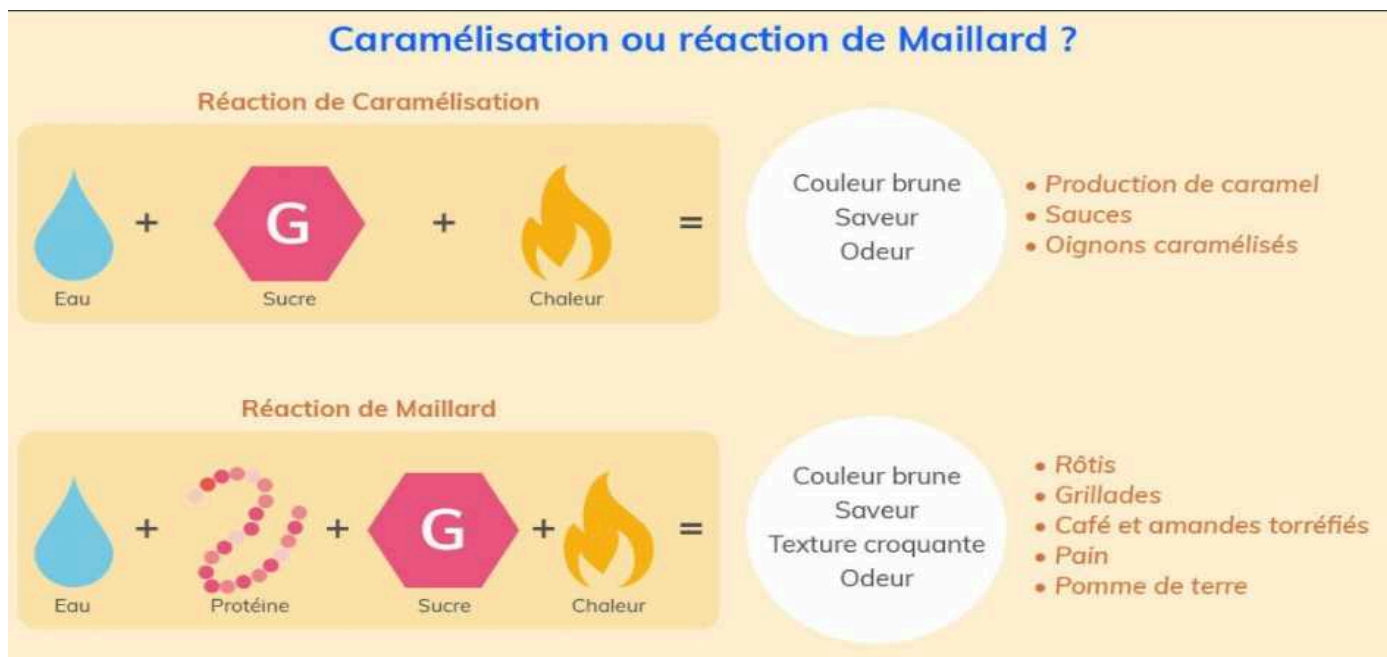 Caramélisation ou réaction de Maillard ?
Réaction de Caramélisation
+ G + =
Eau Sucre Chaleur
Couleur brune
Saveur
Odeur
• Production de caramel
• Sauces
• Oignons caramélisés
Réaction de Maillard
+ + G + =
Eau Protéine Sucre Chaleur
Couleur brune
Saveur
Texture croquante
Odeur
• Rôtis
• Grillades
• Café et amandes torréfiés
• Pain
• Pomme de terre